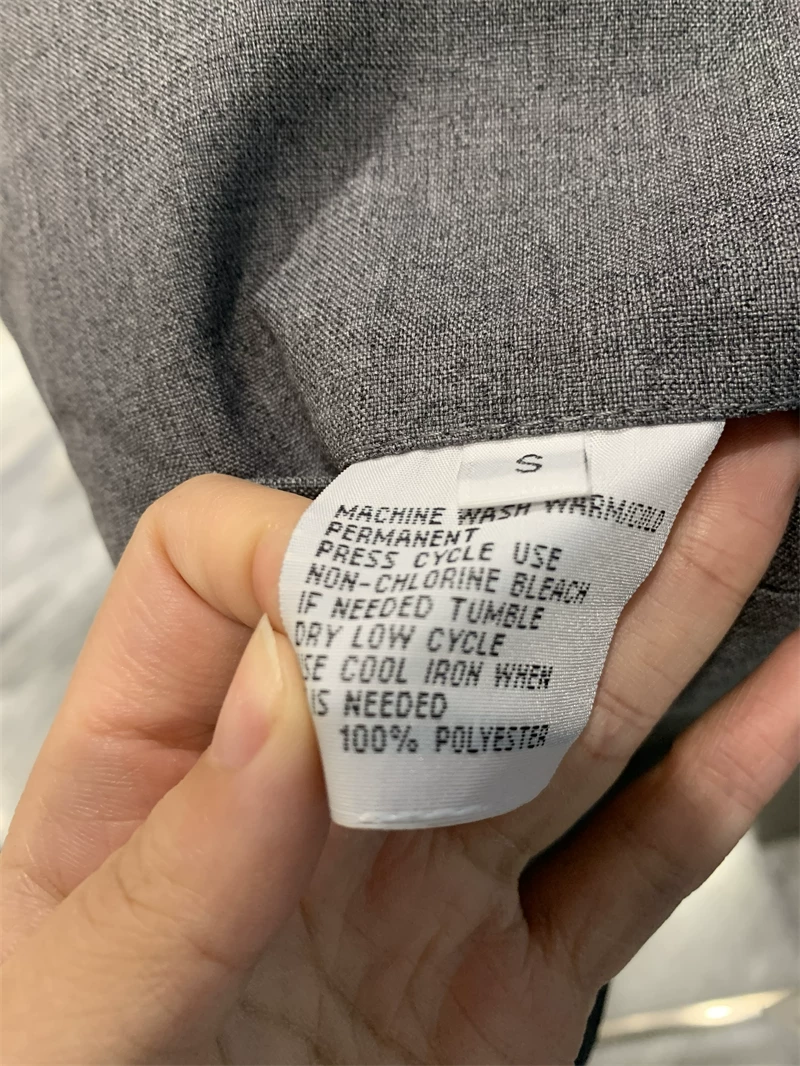 S
MACHINE WASH WARM/COLD
PERMANENT
PRESS CYCLE USE
NON-CHLORINE BLEACH
IF NEEDED TUMBLE
DRY LOW CYCLE
SE COOL IRON WHEN
IS NEEDED
100% POLYESTER